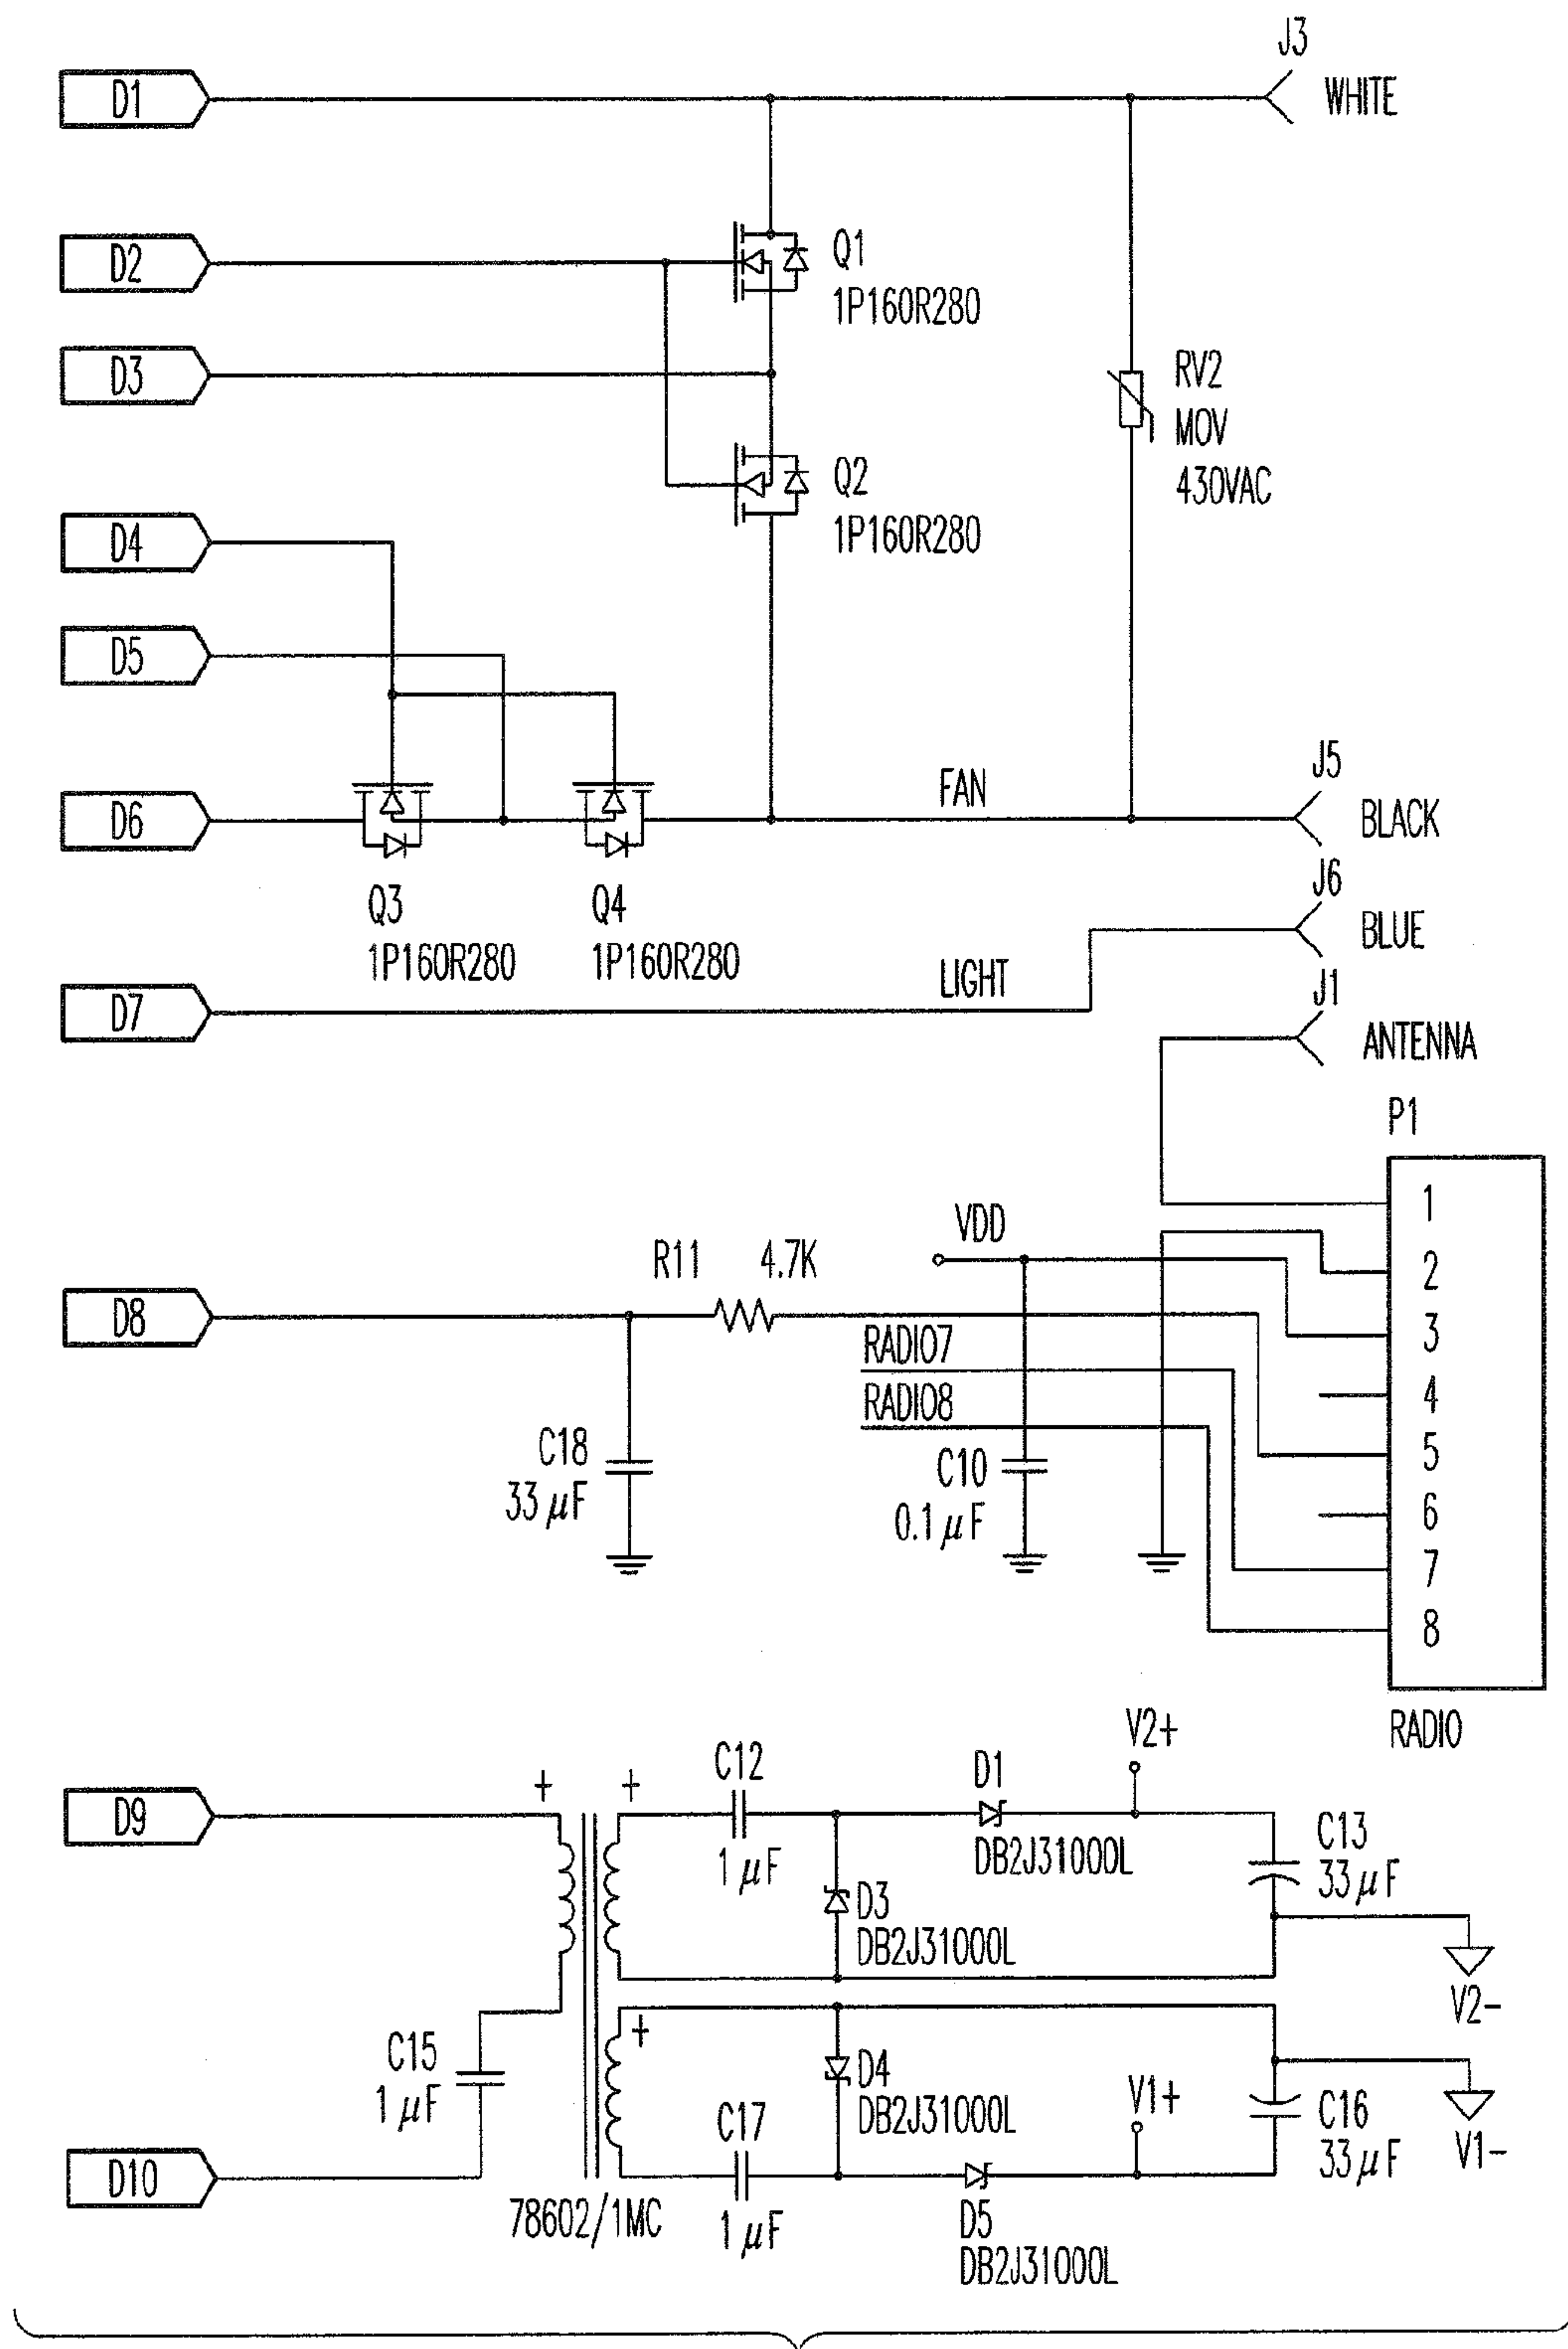 J3
D1
WHITE
D2
Q1
1P160R280
D3
RV2
MOV
430VAC
Q2
1P160R280
D4
D5
J5
FAN
D6
BLACK
J6
Q3
1P160R280
Q4
1P160R280
BLUE
LIGHT
J1
D7
ANTENNA
P1
1
VDD
R11 4.7K
2
D8
3
RADIO7
4
RADIO8
5
C18
33 μF
C10
0.1 μF
6
7
8
RADIO
V2+
C12
D1
+ +
D9
1 μF
DB2J31000L
C13
33 μF
D3
DB2J31000L
V2-
+
C15
1 μF
D4
DB2J31000L
V1+
C16
33 μF
V1-
C17
D10
78602/1MC
1 μF
D5
DB2J31000L